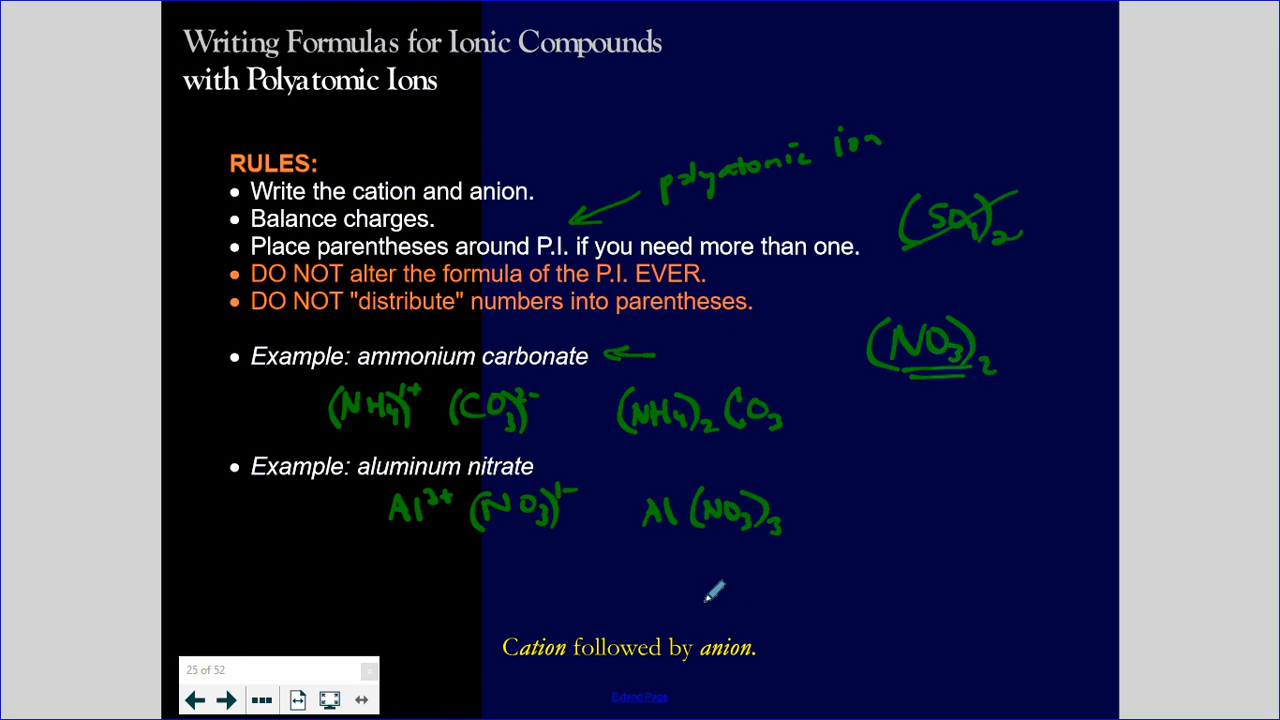 Writing Formulas for Ionic Compounds
with Polyatomic Ions
polyatomic ion
RULES:
• Write the cation and anion.
• Balance charges.
• Place parentheses around P.I. if you need more than one.
• DO NOT alter the formula of the P.I. EVER.
• DO NOT "distribute" numbers into parentheses.
(SO₄)₂
(NO₃)₂
• Example: ammonium carbonate
(NH₄)¹⁺ (CO₃)²⁻ (NH₄)₂CO₃
• Example: aluminum nitrate
Al³⁺ (NO₃)¹⁻ Al(NO₃)₃
Cation followed by anion.
25 of 52
Extend Page